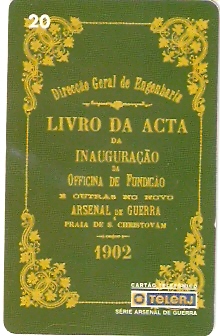 20
Direcção Geral de Engenharia
LIVRO DA ACTA
DA
INAUGURAÇÃO
DA
OFFICINA DE FUNDIÇÃO
E OUTRAS NO NOVO
ARSENAL DE GUERRA
Á
PRAIA DE S. CHRISTOVÃM
1902
CARTÃO TELEFÔNICO
TELERJ
SÉRIE ARSENAL DE GUERRA